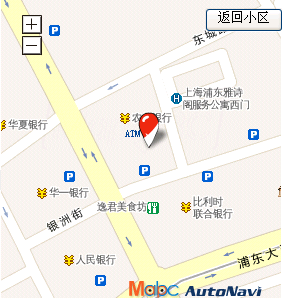 返回小区
+
−
东城
P
P
上海浦东雅诗
阁服务公寓西门
H
华夏银行
农 银行
ATM
P
P
P
华一银行
逸君美食坊
比利时
联合银行
银洲街
人民银行
浦东大
P
P
Mapc AutoNavi